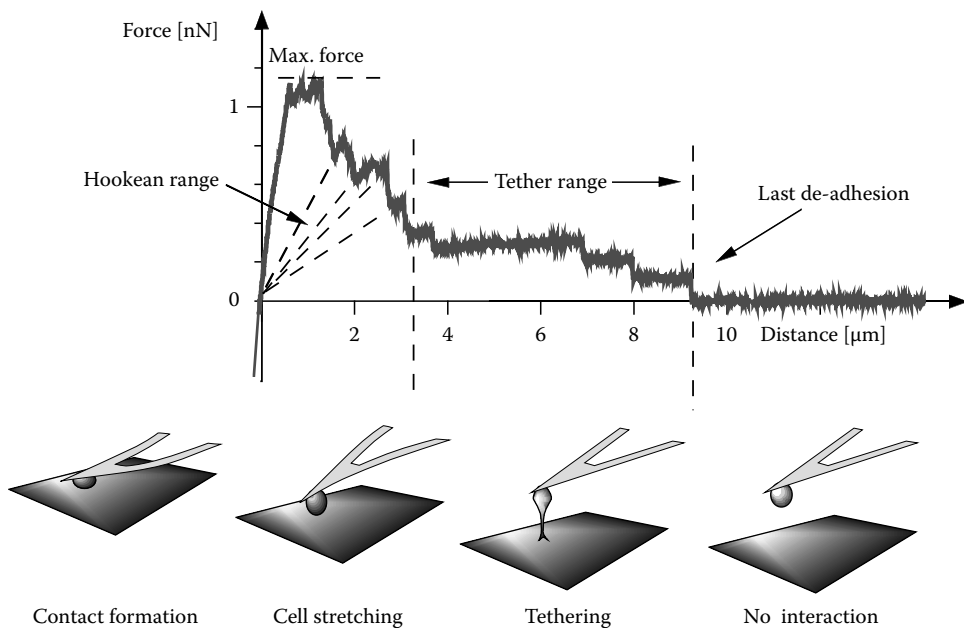 Force [nN]
Max. force
1
Hookean range
Tether range
Last de-adhesion
0
2 4 6 8 10 Distance [µm]
Contact formation Cell stretching Tethering No interaction